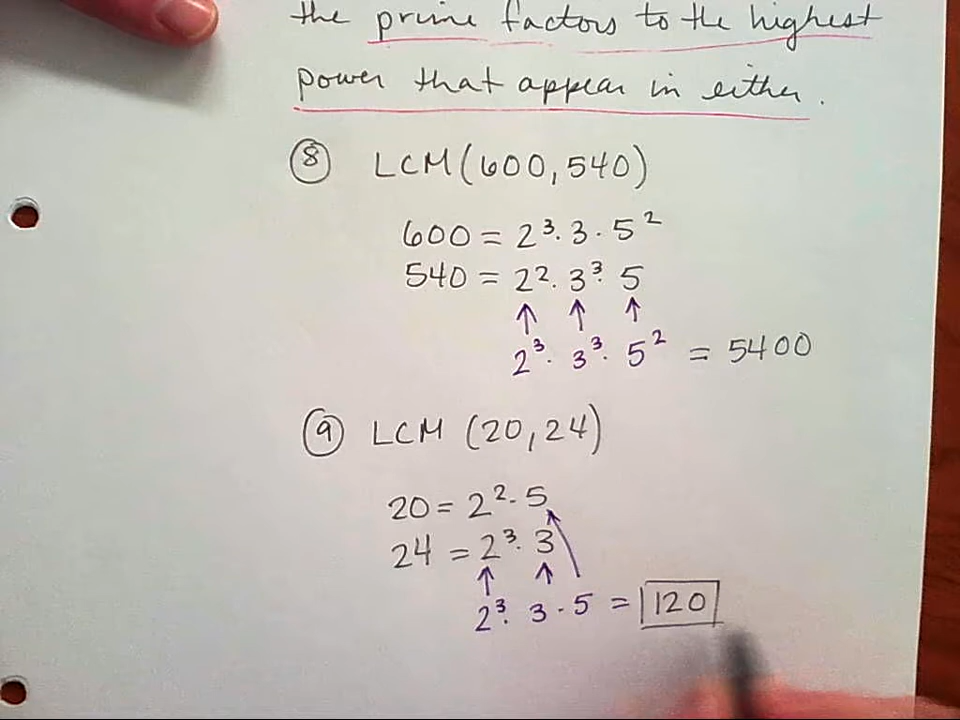 the prime factors to the highest
power that appear in either.
⑧ LCM(600, 540)
600 = 2³ · 3 · 5²
540 = 2² · 3³ · 5
↑ ↑ ↑
2³ · 3³ · 5² = 5400
⑨ LCM (20, 24)
20 = 2² · 5
24 = 2³ · 3
↑ ↑
2³ · 3 · 5 = 120